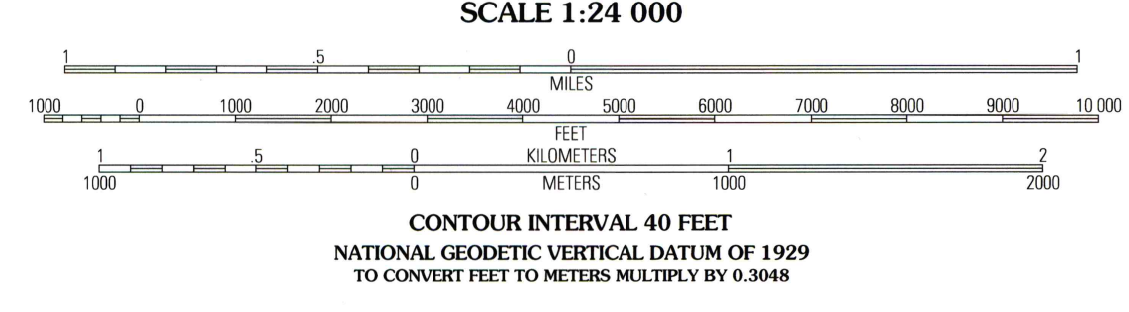 SCALE 1:24 000
1 .5 0 1
MILES
1000 0 1000 2000 3000 4000 5000 6000 7000 8000 9000 10 000
FEET
1 .5 0 KILOMETERS 1 2
1000 0 METERS 1000 2000
CONTOUR INTERVAL 40 FEET
NATIONAL GEODETIC VERTICAL DATUM OF 1929
TO CONVERT FEET TO METERS MULTIPLY BY 0.3048